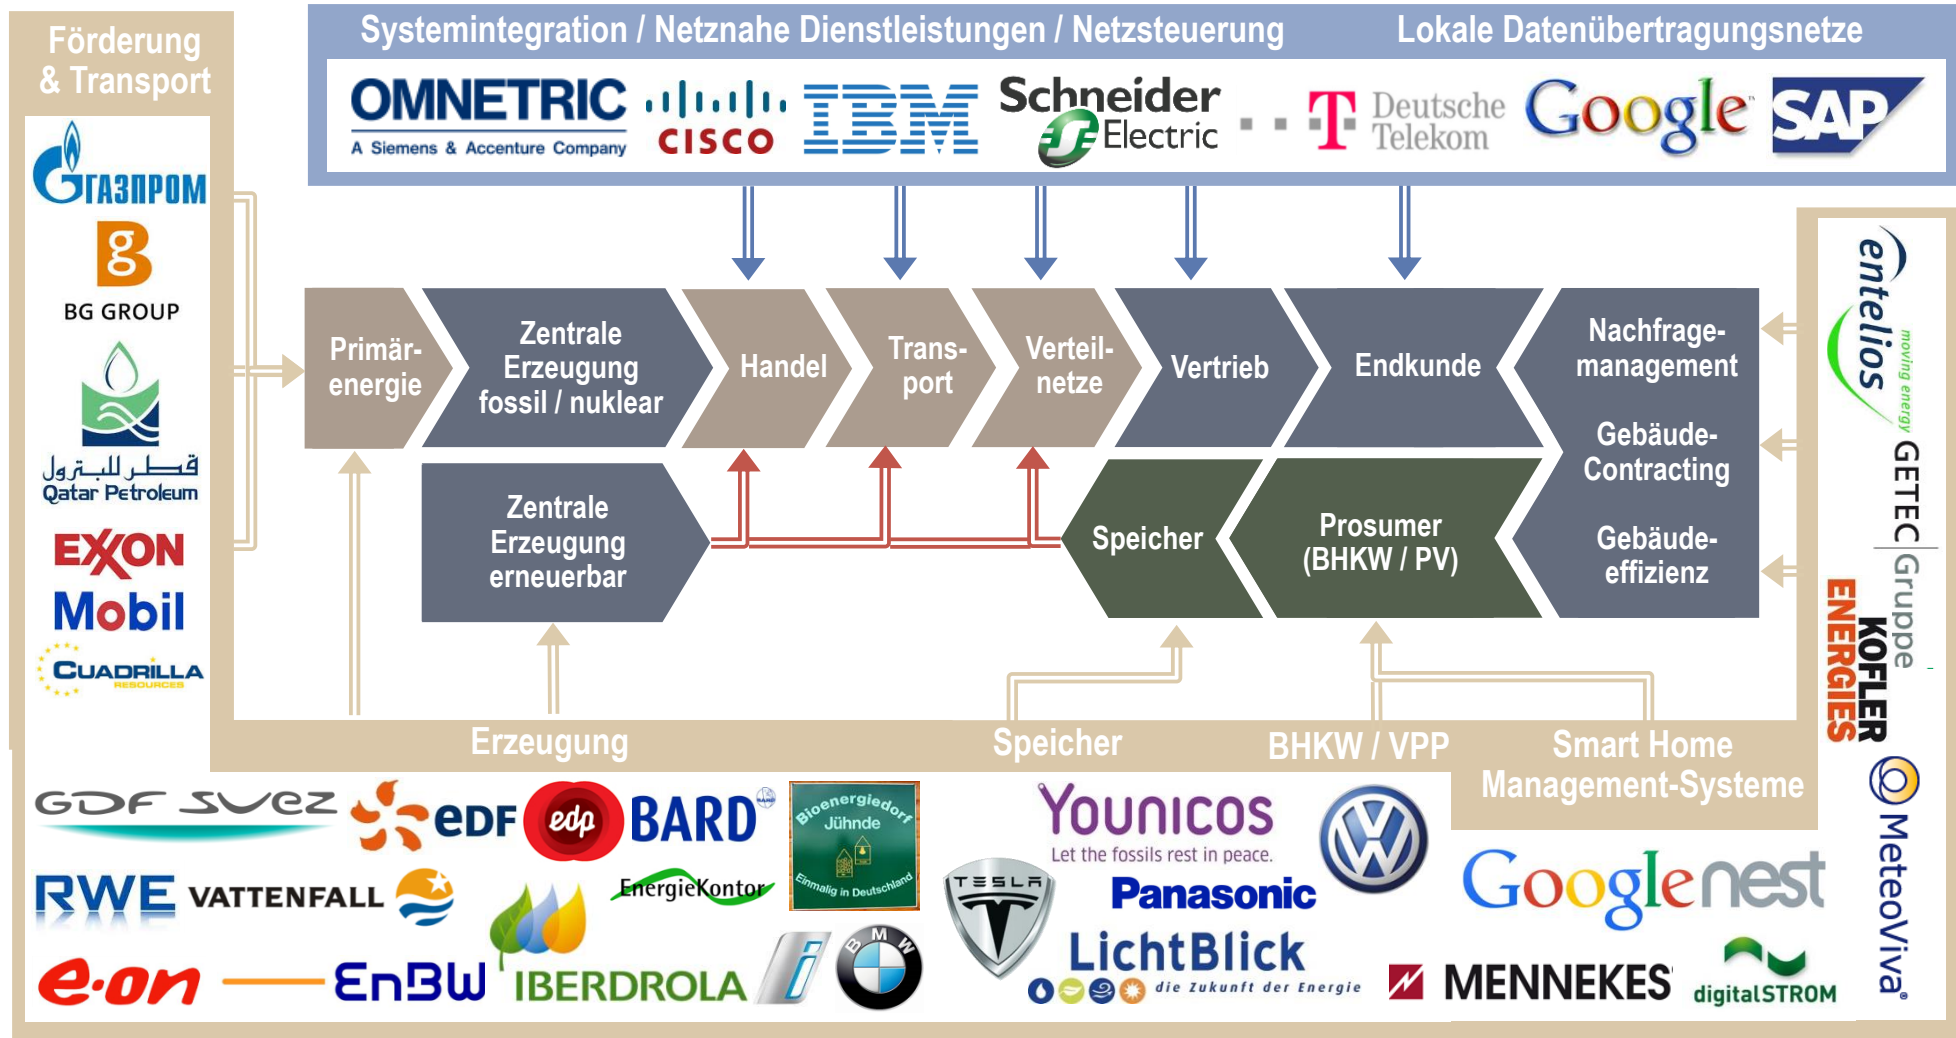 Förderung
& Transport
Systemintegration / Netznahe Dienstleistungen / Netzsteuerung
Lokale Datenübertragungsnetze
OMNETRIC
A Siemens & Accenture Company
CISCO
IBM
Schneider
Electric
T
Deutsche
Telekom
Google™
SAP
ГАЗПРОМ
g
BG GROUP
قطر للبترول
Qatar Petroleum
EXXON
Mobil
CUADRILLA
RESOURCES
Primär-
energie
Zentrale
Erzeugung
fossil / nuklear
Handel
Trans-
port
Verteil-
netze
Vertrieb
Endkunde
Nachfrage-
management
Gebäude-
Contracting
Gebäude-
effizienz
Zentrale
Erzeugung
erneuerbar
Speicher
Prosumer
(BHKW / PV)
entelios
moving energy
GETEC
Gruppe
KOFLER
ENERGIES
MeteoViva®
Erzeugung
Speicher
BHKW / VPP
Smart Home
Management-Systeme
GDF SUEZ
eDF
edp
BARD
BARD
Bioenergiedorf
Jühnde
Einmalig in Deutschland
RWE
VATTENFALL
EnergieKontor
e·on
EnBW
IBERDROLA
i
BMW
YOUNICOS
Let the fossils rest in peace.
TESLA
Panasonic
VW
LichtBlick
die Zukunft der Energie
Google
nest
MENNEKES
digitalSTROM